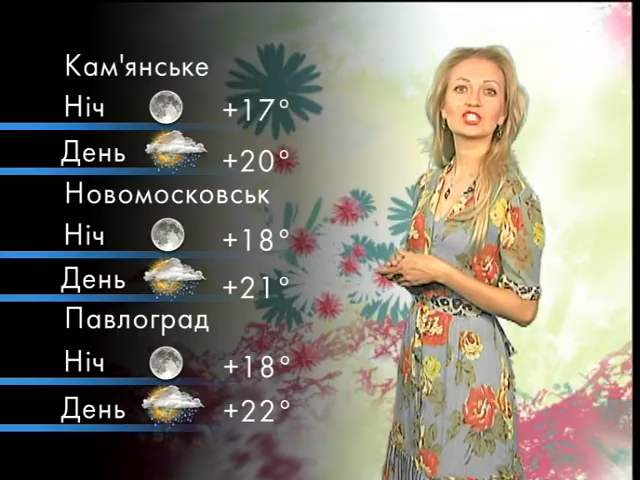 Кам'янське
Ніч +17°
День +20°
Новомосковськ
Ніч +18°
День +21°
Павлоград
Ніч +18°
День +22°